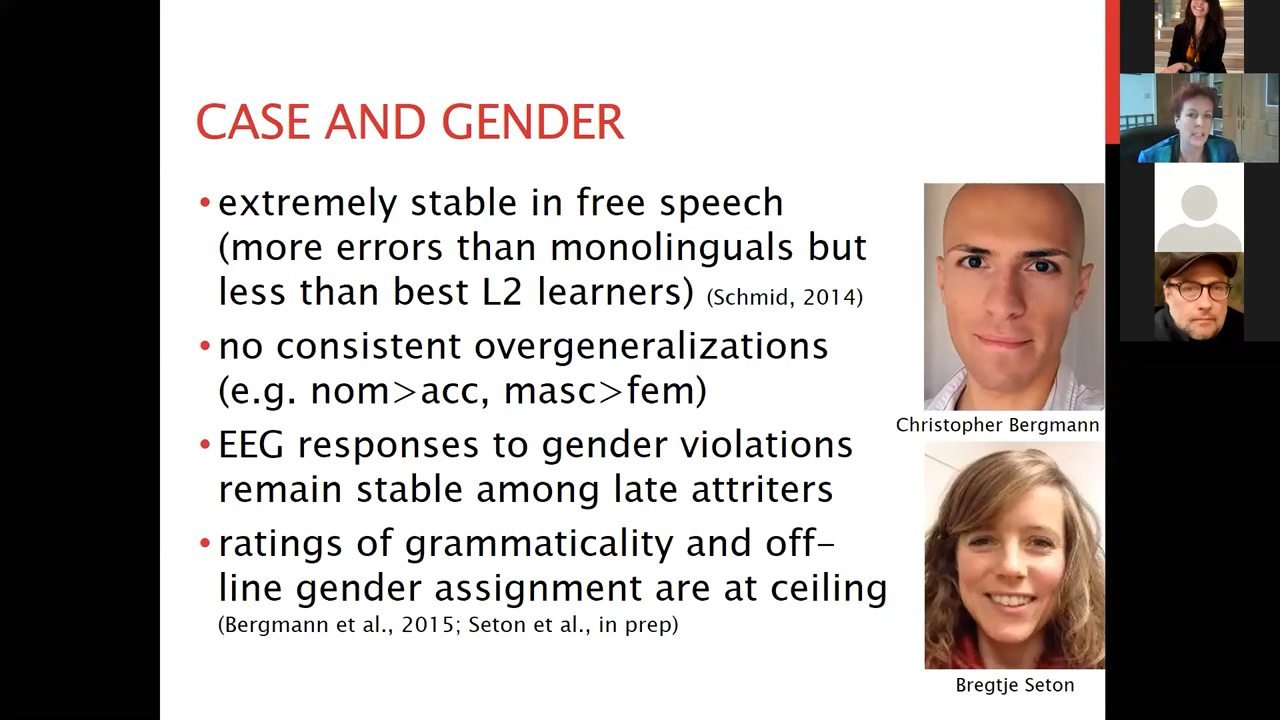 CASE AND GENDER
•extremely stable in free speech
(more errors than monolinguals but
less than best L2 learners) (Schmid, 2014)
•no consistent overgeneralizations
(e.g. nom>acc, masc>fem)
•EEG responses to gender violations
remain stable among late attriters
•ratings of grammaticality and off-
line gender assignment are at ceiling
(Bergmann et al., 2015; Seton et al., in prep)
Christopher Bergmann
Bregtje Seton